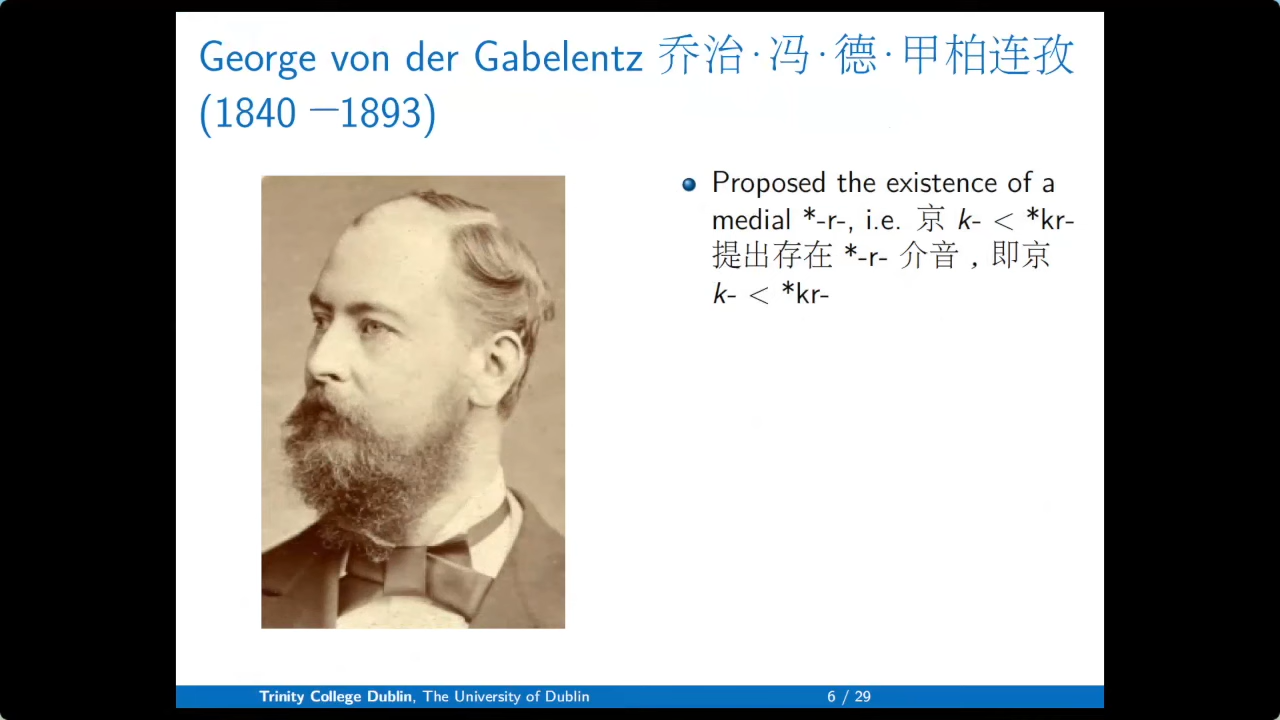 George von der Gabelentz 乔治·冯·德·甲柏连孜
(1840 —1893)
Proposed the existence of a
medial *-r-, i.e. 京 k- < *kr-
提出存在 *-r- 介音，即京
k- < *kr-
Trinity College Dublin, The University of Dublin
6 / 29